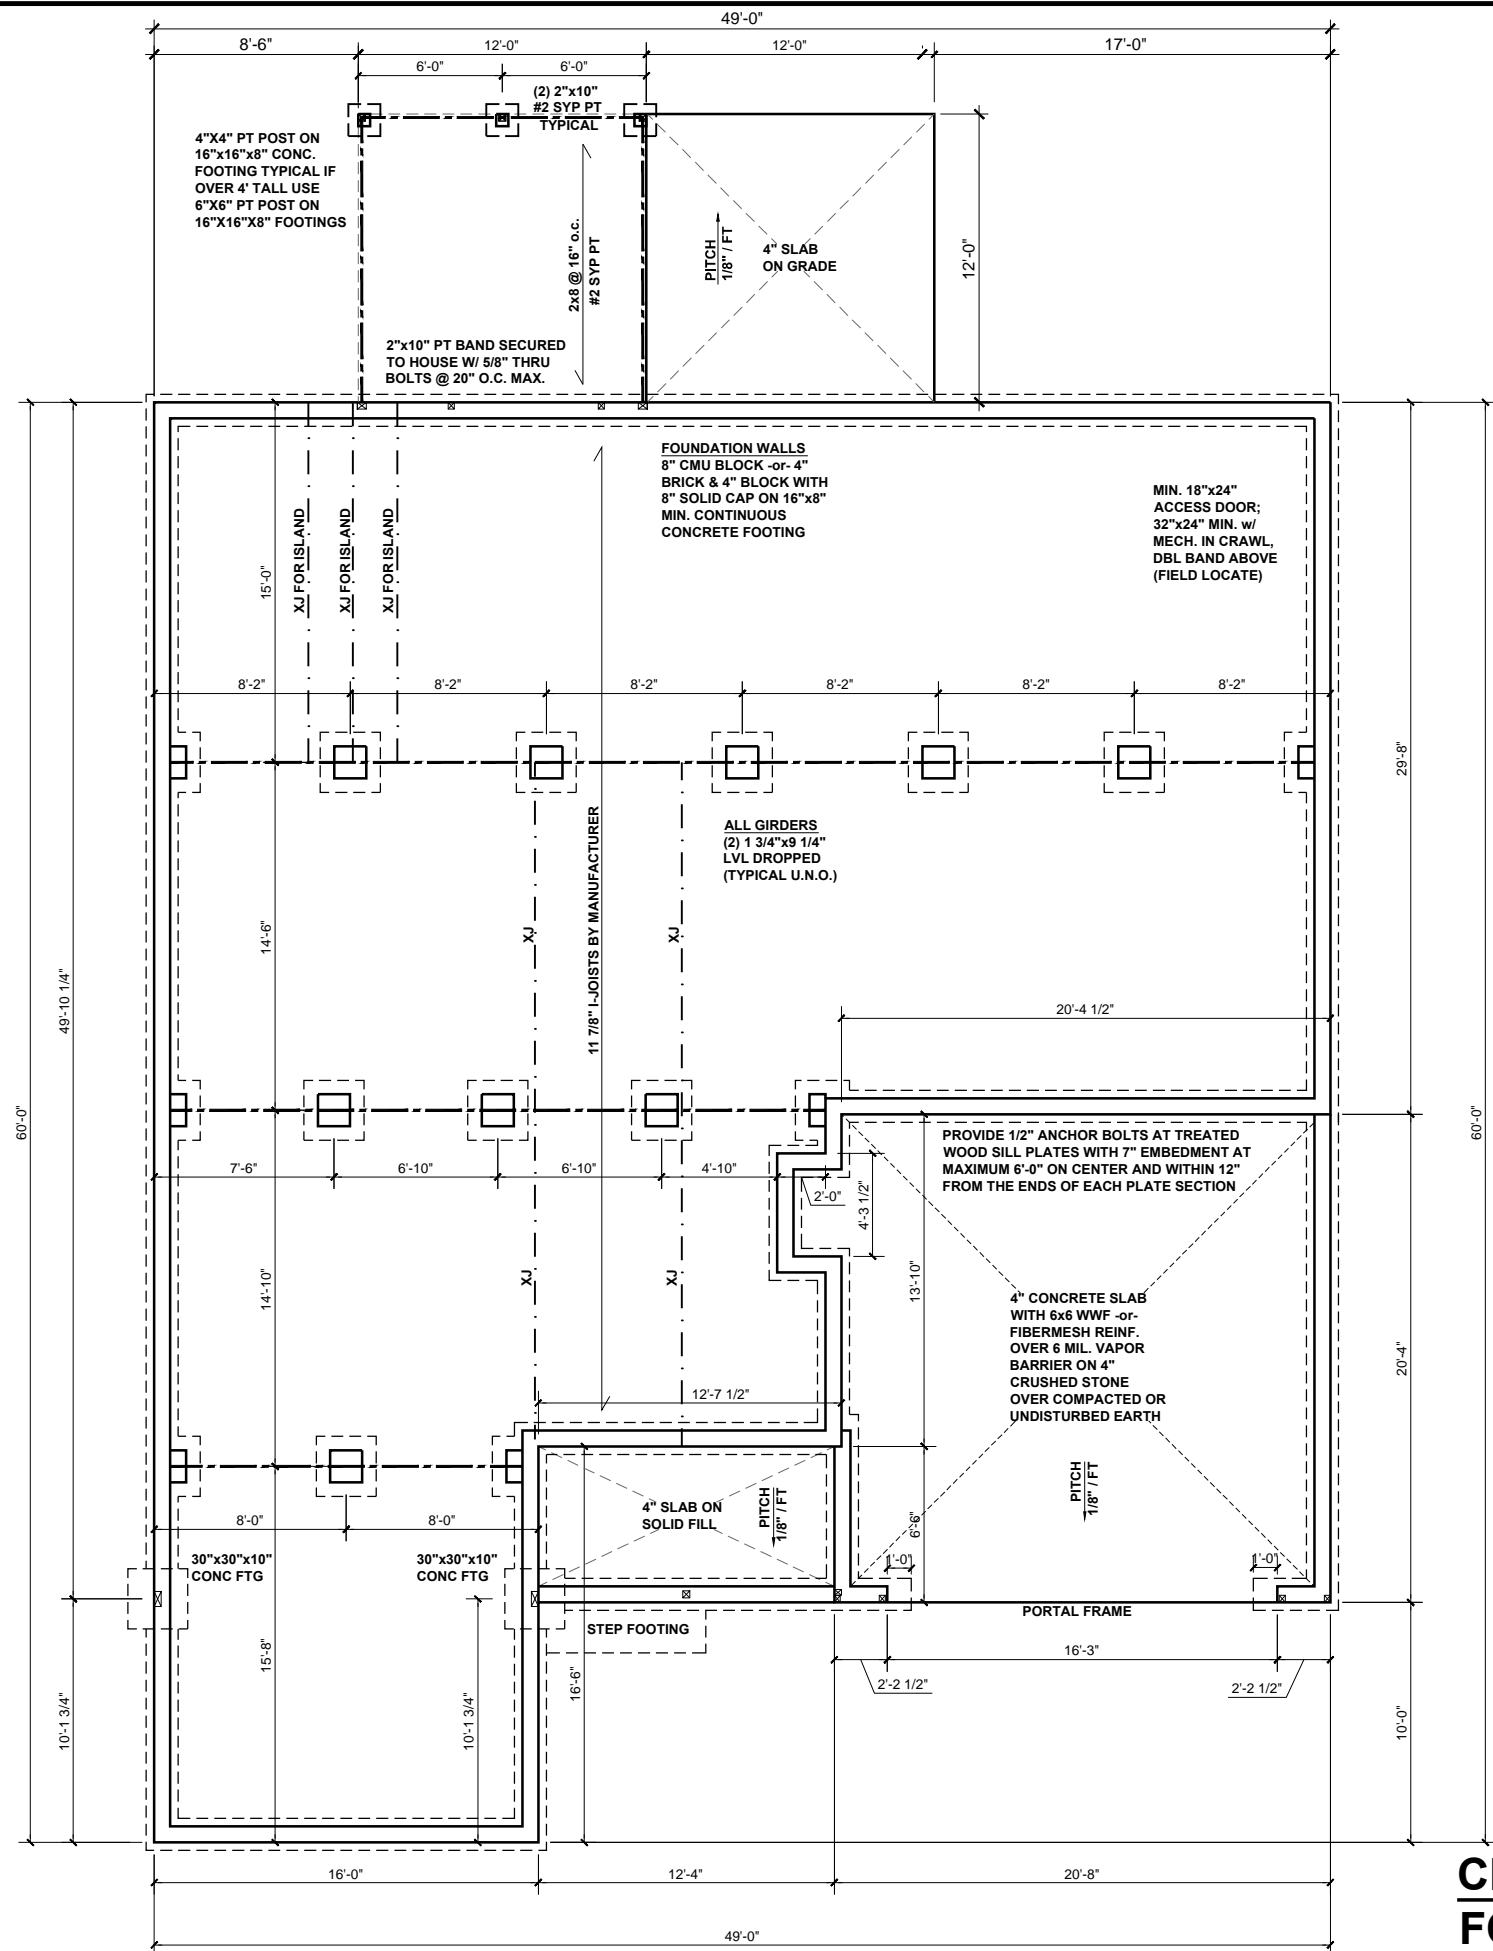 49'-0"
8'-6"
12'-0"
12'-0"
17'-0"
6'-0"
6'-0"
(2) 2"x10"
#2 SYP PT
TYPICAL
4"X4" PT POST ON
16"x16"x8" CONC.
FOOTING TYPICAL IF
OVER 4' TALL USE
6"X6" PT POST ON
16"X16"X8" FOOTINGS
2x8 @ 16" o.c.
#2 SYP PT
PITCH
1/8" / FT
4" SLAB
ON GRADE
12'-0"
2"x10" PT BAND SECURED
TO HOUSE W/ 5/8" THRU
BOLTS @ 20" O.C. MAX.
FOUNDATION WALLS
8" CMU BLOCK -or- 4"
BRICK & 4" BLOCK WITH
8" SOLID CAP ON 16"x8"
MIN. CONTINUOUS
CONCRETE FOOTING
MIN. 18"x24"
ACCESS DOOR;
32"x24" MIN. w/
MECH. IN CRAWL,
DBL BAND ABOVE
(FIELD LOCATE)
XJ FOR ISLAND
XJ FOR ISLAND
XJ FOR ISLAND
15'-0"
8'-2"
8'-2"
8'-2"
8'-2"
8'-2"
8'-2"
29'-8"
ALL GIRDERS
(2) 1 3/4"x9 1/4"
LVL DROPPED
(TYPICAL U.N.O.)
11 7/8" I-JOISTS BY MANUFACTURER
XJ
XJ
14'-6"
49'-10 1/4"
60'-0"
60'-0"
20'-4 1/2"
PROVIDE 1/2" ANCHOR BOLTS AT TREATED
WOOD SILL PLATES WITH 7" EMBEDMENT AT
MAXIMUM 6'-0" ON CENTER AND WITHIN 12"
FROM THE ENDS OF EACH PLATE SECTION
7'-6"
6'-10"
6'-10"
4'-10"
2'-0"
4'-3 1/2"
XJ
XJ
14'-10"
13'-10"
4" CONCRETE SLAB
WITH 6x6 WWF -or-
FIBERMESH REINF.
OVER 6 MIL. VAPOR
BARRIER ON 4"
CRUSHED STONE
OVER COMPACTED OR
UNDISTURBED EARTH
20'-4"
12'-7 1/2"
4" SLAB ON
SOLID FILL
PITCH
1/8" / FT
PITCH
1/8" / FT
6'-6"
8'-0"
8'-0"
30"x30"x10"
CONC FTG
30"x30"x10"
CONC FTG
1'-0"
1'-0"
PORTAL FRAME
STEP FOOTING
16'-3"
2'-2 1/2"
2'-2 1/2"
15'-8"
16'-6"
10'-1 3/4"
10'-1 3/4"
10'-0"
16'-0"
12'-4"
20'-8"
49'-0"